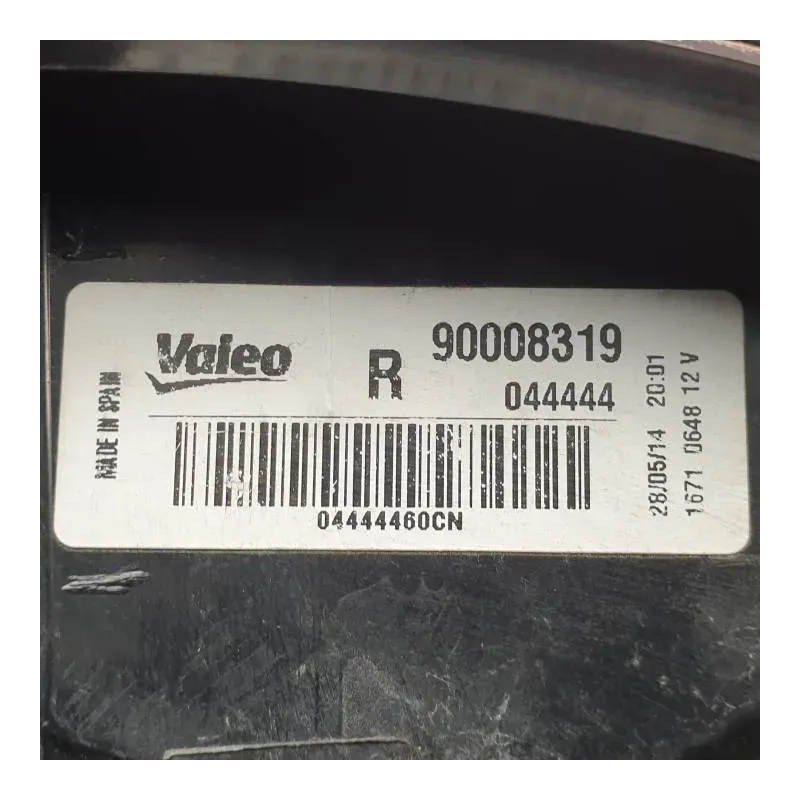 MADE IN SPAIN
Valeo
R
90008319
044444
04444460CN
28/05/14 20:01
1671 0648 12 V